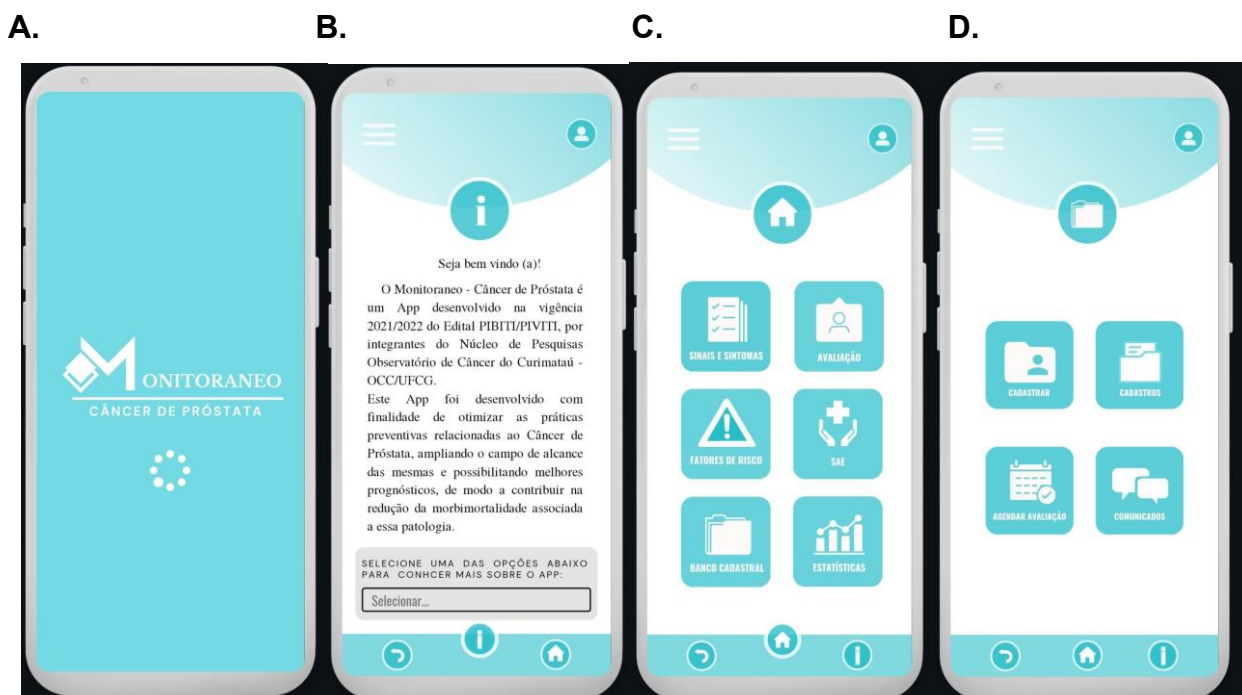 A.
B.
C.
D.
MONITORANEO
CÂNCER DE PRÓSTATA
Seja bem vindo (a)!
O Monitoraneo - Câncer de Próstata é
um App desenvolvido na vigência
2021/2022 do Edital PIBITI/PIVITI, por
integrantes do Núcleo de Pesquisas
Observatório de Câncer do Curimataú -
OCC/UFCG.
Este App foi desenvolvido com
finalidade de otimizar as práticas
preventivas relacionadas ao Câncer de
Próstata, ampliando o campo de alcance
das mesmas e possibilitando melhores
prognósticos, de modo a contribuir na
redução da morbimortalidade associada
a essa patologia.
SELECIONE UMA DAS OPÇÕES ABAIXO
PARA CONHCER MAIS SOBRE O APP:
Selecionar...
SINAIS E SINTOMAS
AVALIAÇÃO
FATORES DE RISCO
SAE
BANCO CADASTRAL
ESTATÍSTICAS
CADASTRAR
CADASTROS
AGENDAR AVALIAÇÃO
COMUNICADOS